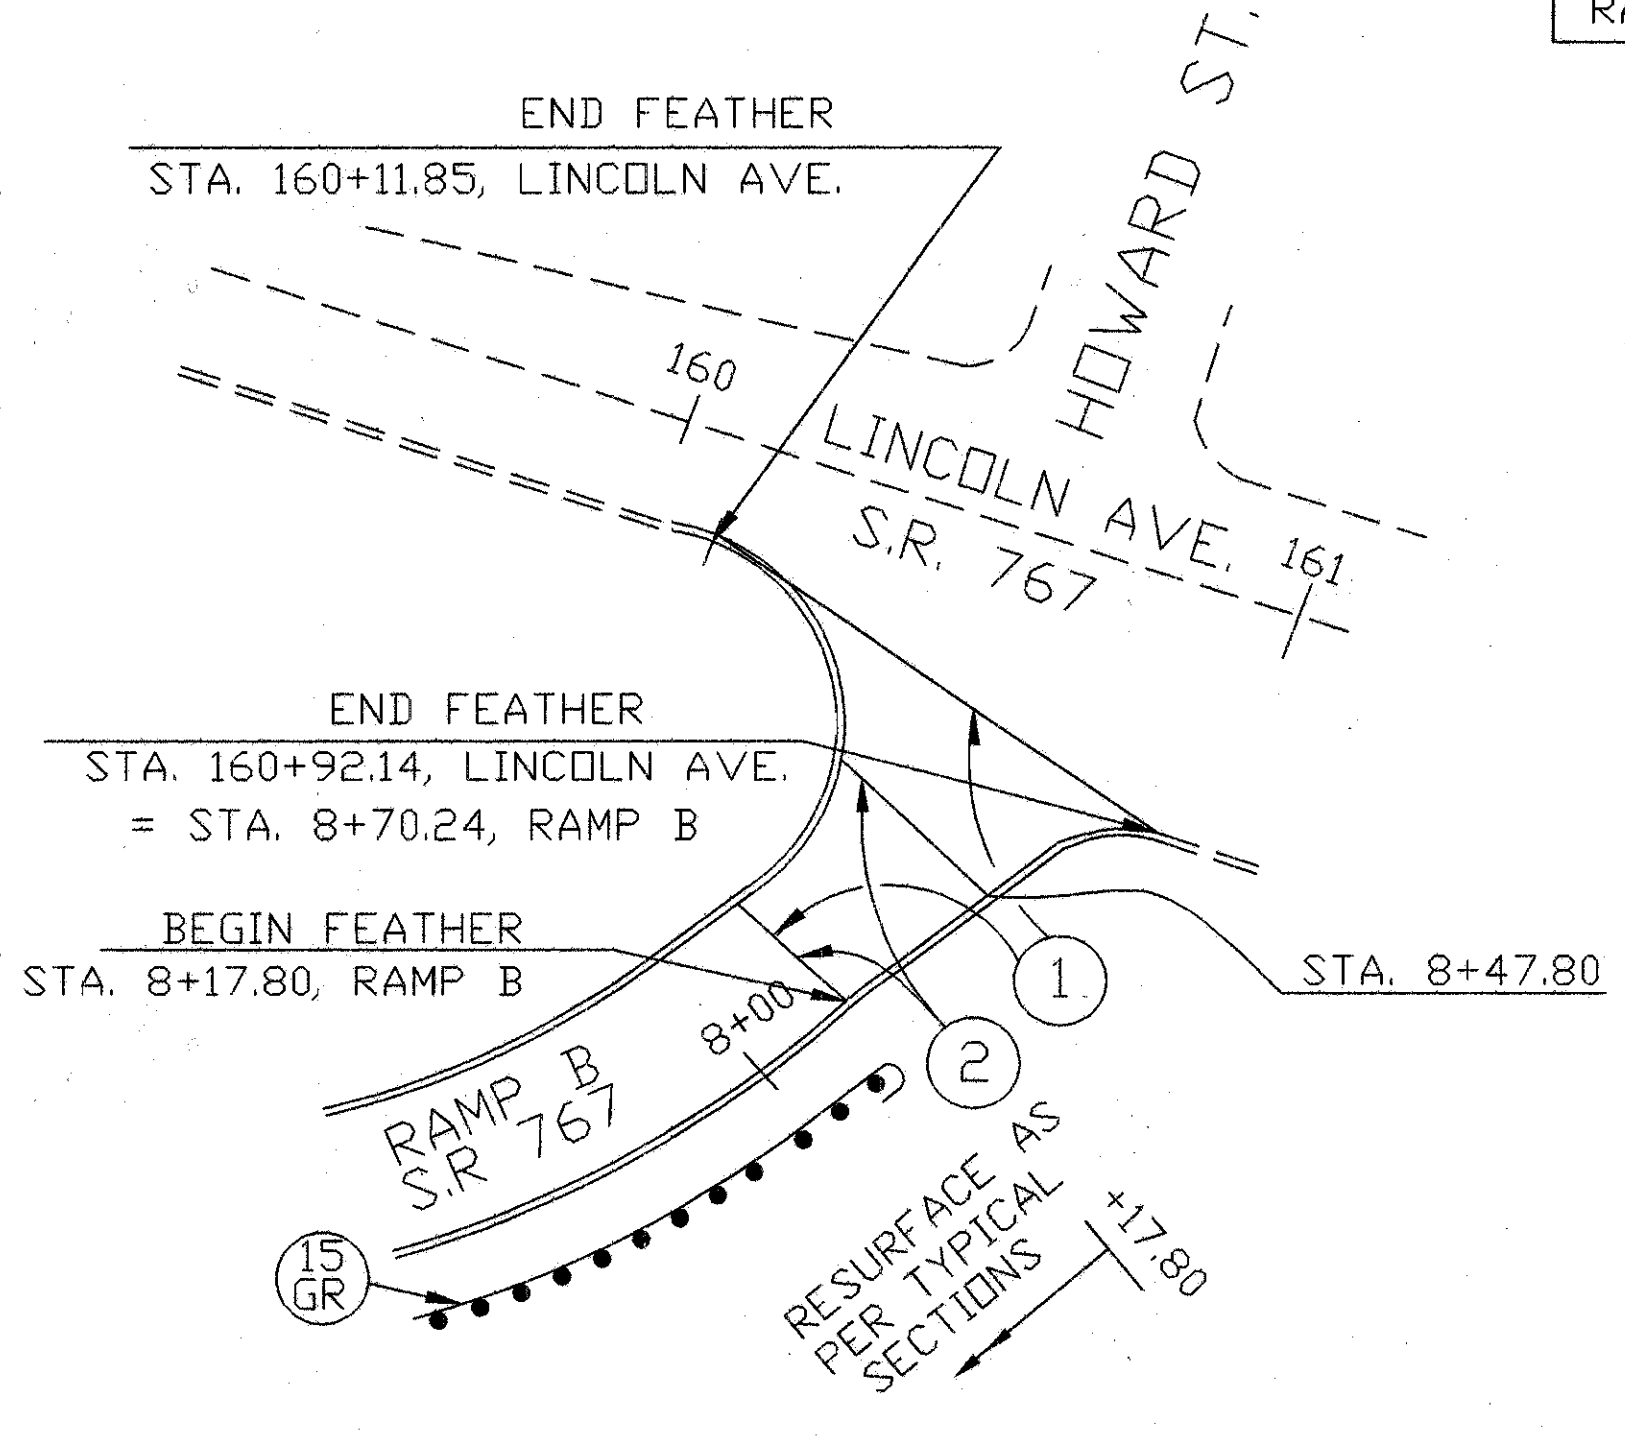 RA
HOWARD ST.
END FEATHER
STA. 160+11.85, LINCOLN AVE.
160
LINCOLN AVE.
S.R. 767
161
END FEATHER
STA. 160+92.14, LINCOLN AVE.
= STA. 8+70.24, RAMP B
BEGIN FEATHER
STA. 8+17.80, RAMP B
1
STA. 8+47.80
8+00
2
RAMP B
S.R 767
15
GR
RESURFACE AS
PER TYPICAL
SECTIONS
+17.80